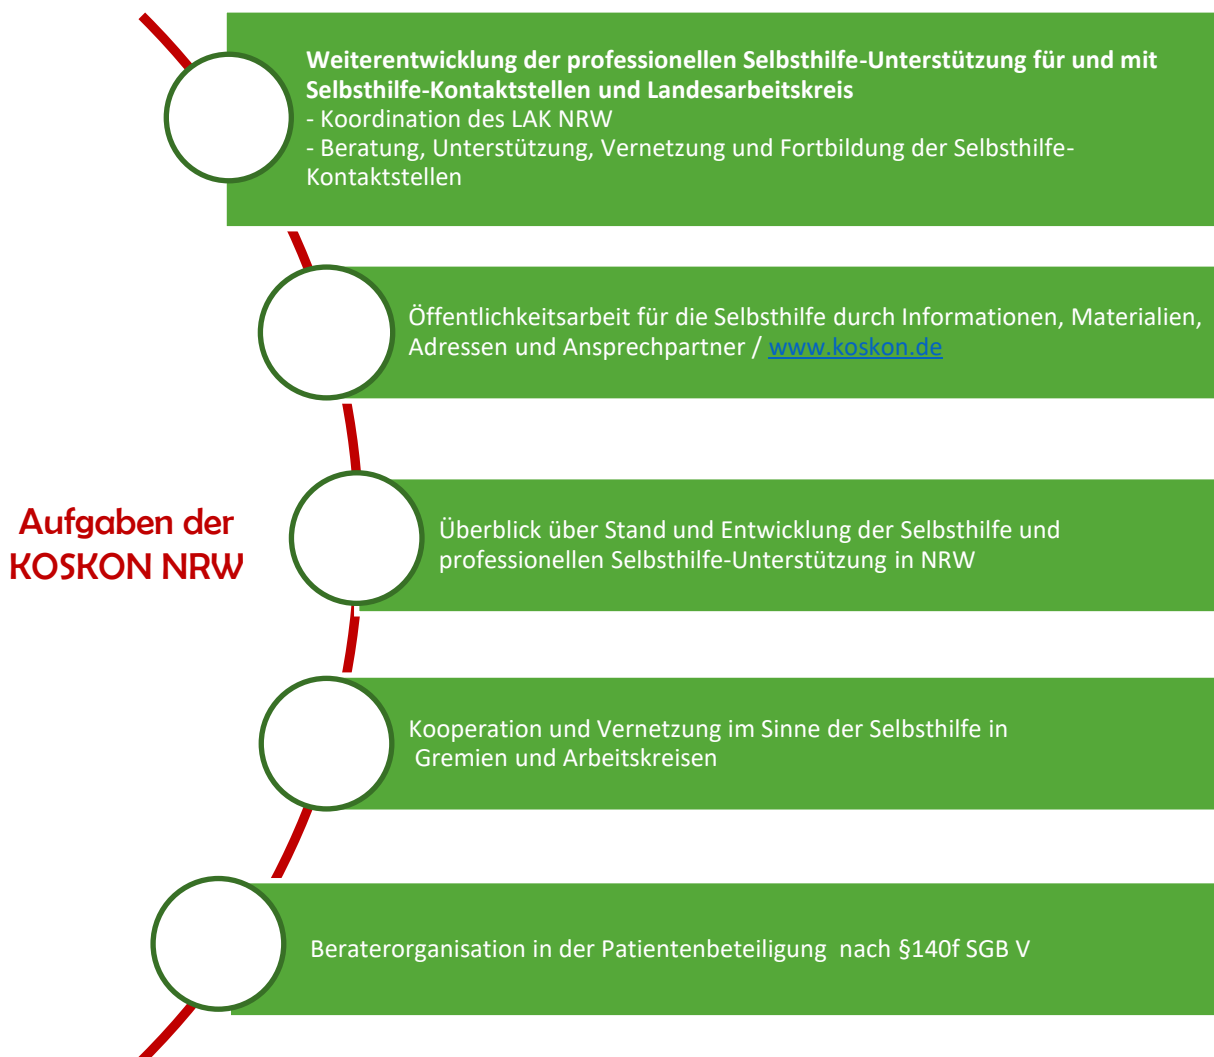 Weiterentwicklung der professionellen Selbsthilfe-Unterstützung für und mit
Selbsthilfe-Kontaktstellen und Landesarbeitskreis
- Koordination des LAK NRW
- Beratung, Unterstützung, Vernetzung und Fortbildung der Selbsthilfe-
Kontaktstellen
Öffentlichkeitsarbeit für die Selbsthilfe durch Informationen, Materialien,
Adressen und Ansprechpartner / www.koskon.de
Aufgaben der
KOSKON NRW
Überblick über Stand und Entwicklung der Selbsthilfe und
professionellen Selbsthilfe-Unterstützung in NRW
Kooperation und Vernetzung im Sinne der Selbsthilfe in
Gremien und Arbeitskreisen
Beraterorganisation in der Patientenbeteiligung  nach §140f SGB V